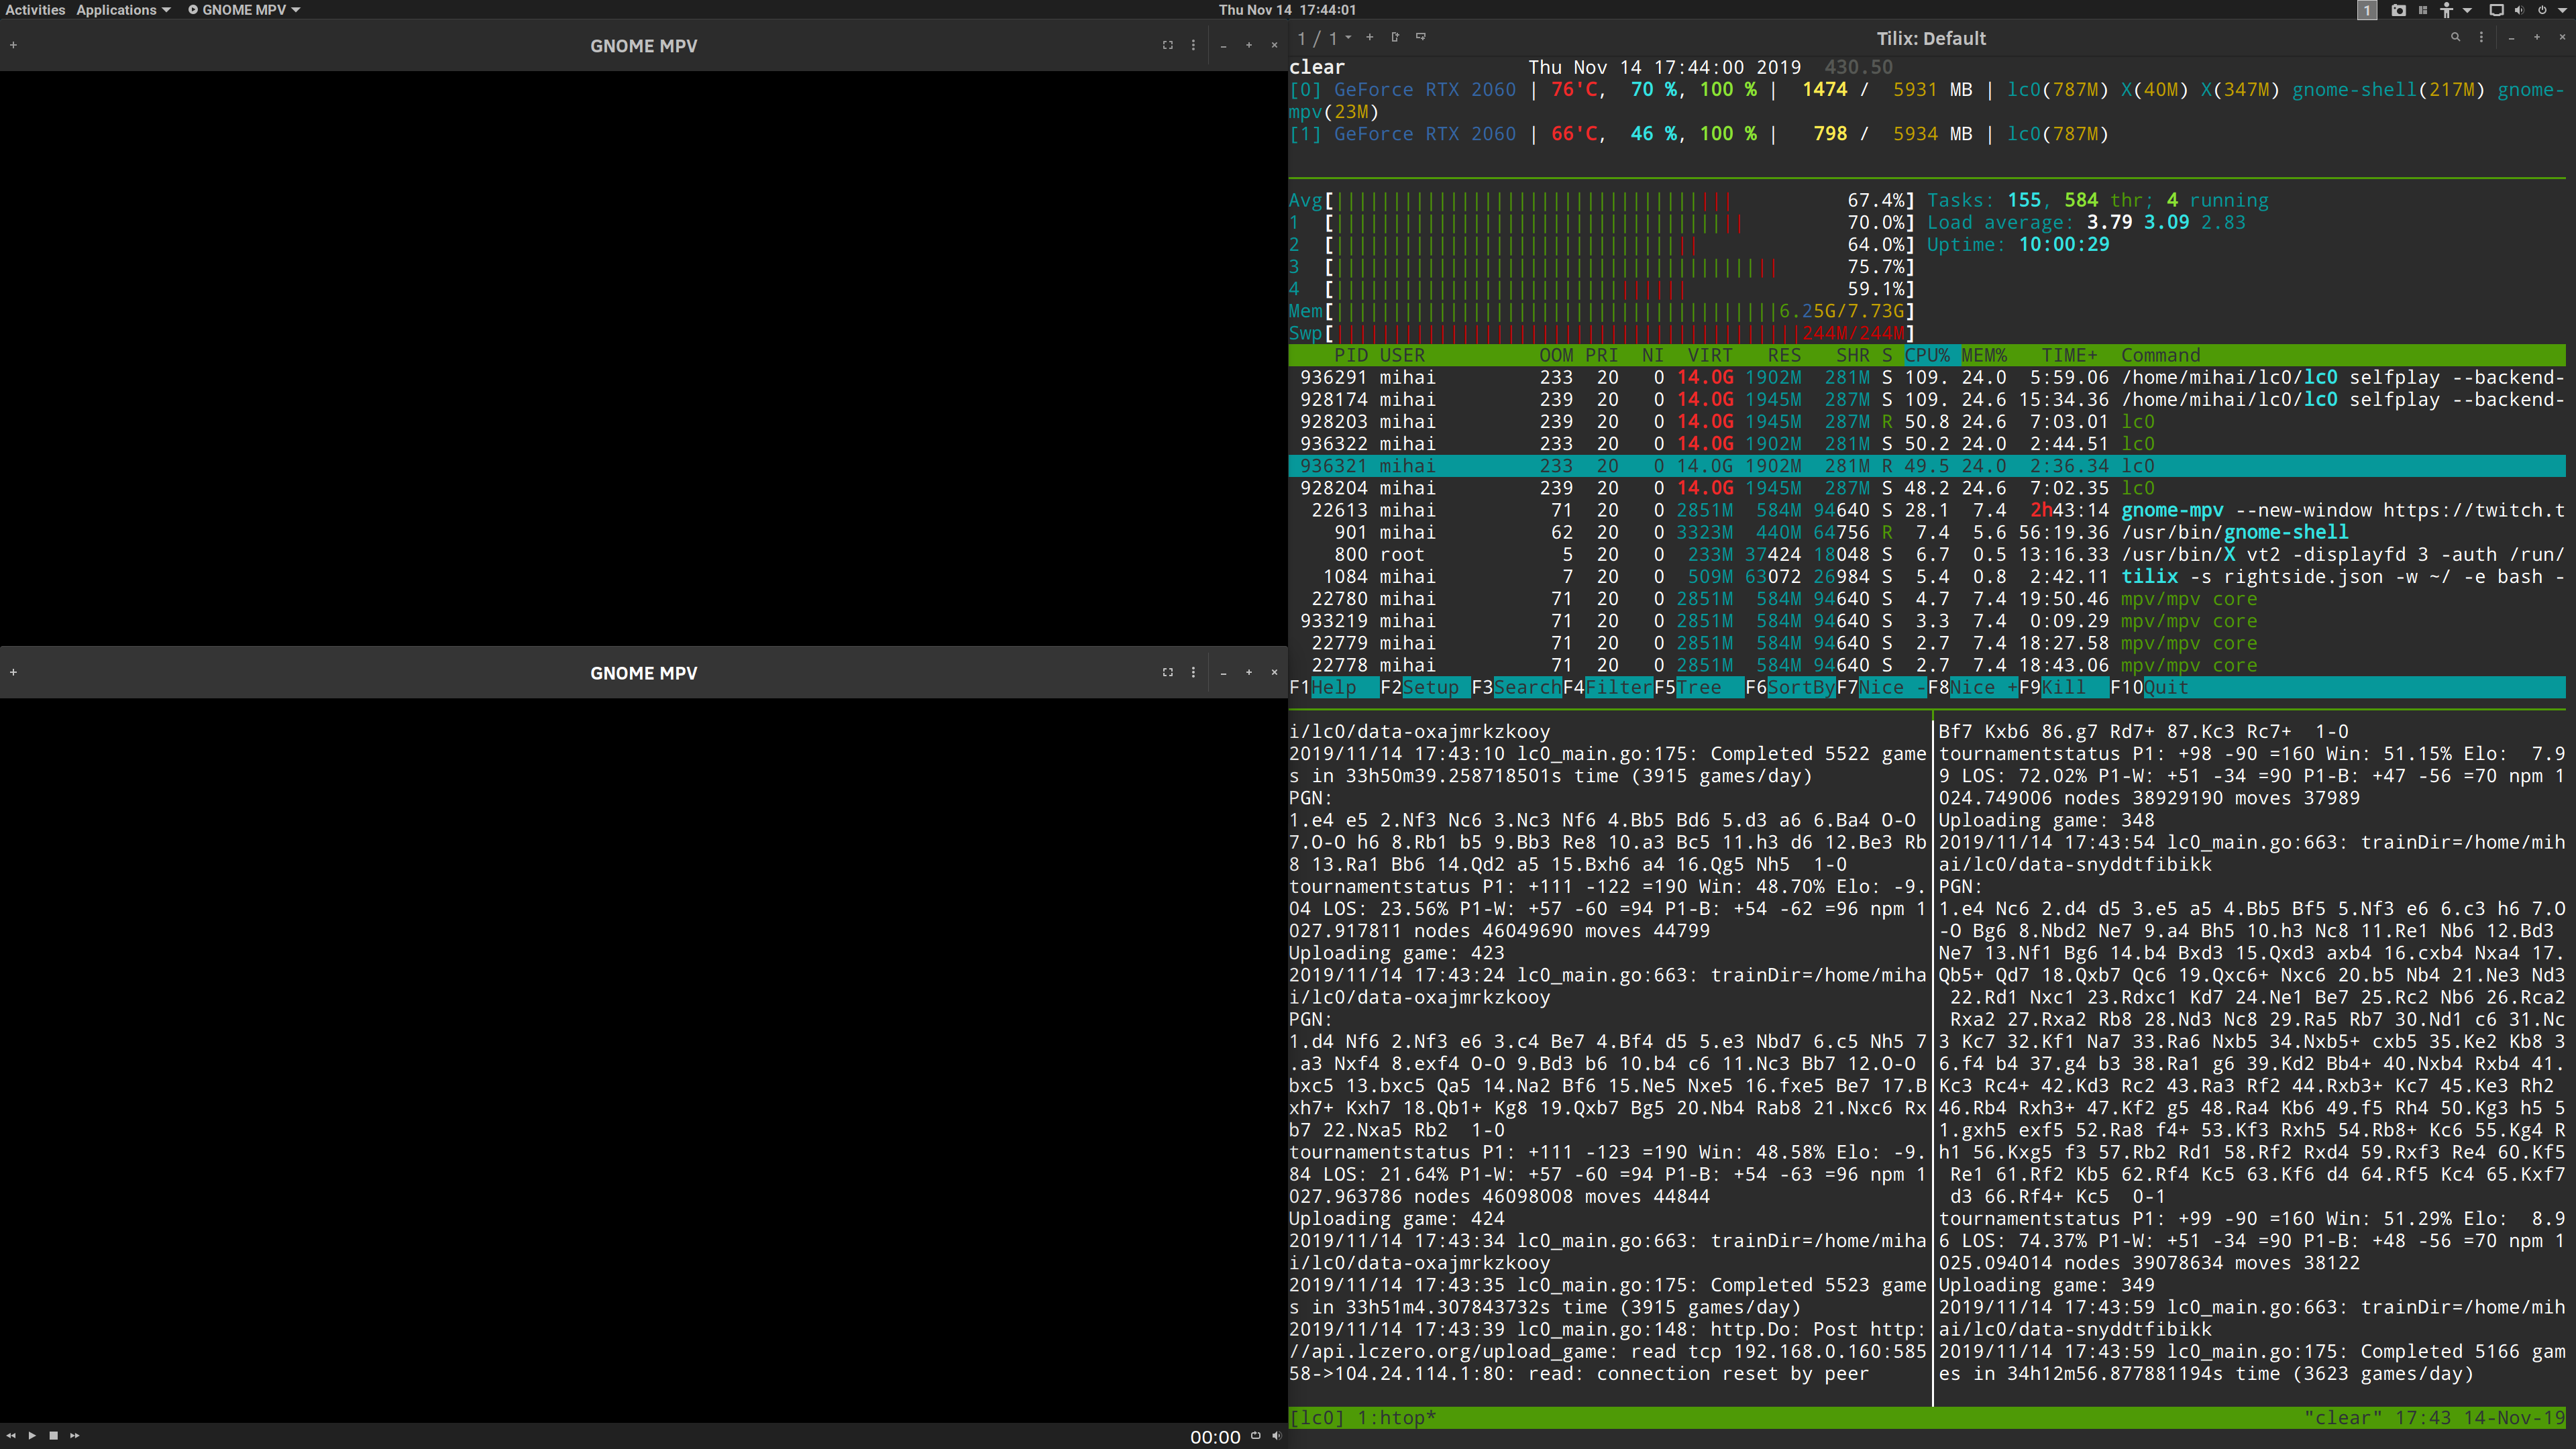 Activities Applications GNOME MPV Thu Nov 14 17:44:01 1
GNOME MPV
GNOME MPV
00:00
1 / 1 Tilix: Default
clear Thu Nov 14 17:44:00 2019 430.50
[0] GeForce RTX 2060 | 76'C, 70 %, 100 % | 1474 / 5931 MB | lc0(787M) X(40M) X(347M) gnome-shell(217M) gnome-
mpv(23M)
[1] GeForce RTX 2060 | 66'C, 46 %, 100 % | 798 / 5934 MB | lc0(787M)
Avg[ 67.4%] Tasks: 155, 584 thr; 4 running
1 [ 70.0%] Load average: 3.79 3.09 2.83
2 [ 64.0%] Uptime: 10:00:29
3 [ 75.7%]
4 [ 59.1%]
Mem[ 6.25G/7.73G]
Swp[ 244M/244M]
PID USER OOM PRI NI VIRT RES SHR S CPU% MEM% TIME+ Command
936291 mihai 233 20 0 14.0G 1902M 281M S 109. 24.0 5:59.06 /home/mihai/lc0/lc0 selfplay --backend-
928174 mihai 239 20 0 14.0G 1945M 287M S 109. 24.6 15:34.36 /home/mihai/lc0/lc0 selfplay --backend-
928203 mihai 239 20 0 14.0G 1945M 287M R 50.8 24.6 7:03.01 lc0
936322 mihai 233 20 0 14.0G 1902M 281M S 50.2 24.0 2:44.51 lc0
936321 mihai 233 20 0 14.0G 1902M 281M R 49.5 24.0 2:36.34 lc0
928204 mihai 239 20 0 14.0G 1945M 287M S 48.2 24.6 7:02.35 lc0
22613 mihai 71 20 0 2851M 584M 94640 S 28.1 7.4 2h43:14 gnome-mpv --new-window https://twitch.t
901 mihai 62 20 0 3323M 440M 64756 R 7.4 5.6 56:19.36 /usr/bin/gnome-shell
800 root 5 20 0 233M 37424 18048 S 6.7 0.5 13:16.33 /usr/bin/X vt2 -displayfd 3 -auth /run/
1084 mihai 7 20 0 509M 63072 26984 S 5.4 0.8 2:42.11 tilix -s rightside.json -w ~/ -e bash -
22780 mihai 71 20 0 2851M 584M 94640 S 4.7 7.4 19:50.46 mpv/mpv core
933219 mihai 71 20 0 2851M 584M 94640 S 3.3 7.4 0:09.29 mpv/mpv core
22779 mihai 71 20 0 2851M 584M 94640 S 2.7 7.4 18:27.58 mpv/mpv core
22778 mihai 71 20 0 2851M 584M 94640 S 2.7 7.4 18:43.06 mpv/mpv core
F1Help F2Setup F3SearchF4FilterF5Tree F6SortByF7Nice -F8Nice +F9Kill F10Quit
i/lc0/data-oxajmrkzkooy
2019/11/14 17:43:10 lc0_main.go:175: Completed 5522 game
s in 33h50m39.258718501s time (3915 games/day)
PGN:
1.e4 e5 2.Nf3 Nc6 3.Nc3 Nf6 4.Bb5 Bd6 5.d3 a6 6.Ba4 O-O
7.O-O h6 8.Rb1 b5 9.Bb3 Re8 10.a3 Bc5 11.h3 d6 12.Be3 Rb
8 13.Ra1 Bb6 14.Qd2 a5 15.Bxh6 a4 16.Qg5 Nh5 1-0
tournamentstatus P1: +111 -122 =190 Win: 48.70% Elo: -9.
04 LOS: 23.56% P1-W: +57 -60 =94 P1-B: +54 -62 =96 npm 1
027.917811 nodes 46049690 moves 44799
Uploading game: 423
2019/11/14 17:43:24 lc0_main.go:663: trainDir=/home/miha
i/lc0/data-oxajmrkzkooy
PGN:
1.d4 Nf6 2.Nf3 e6 3.c4 Be7 4.Bf4 d5 5.e3 Nbd7 6.c5 Nh5 7
.a3 Nxf4 8.exf4 O-O 9.Bd3 b6 10.b4 c6 11.Nc3 Bb7 12.O-O
bxc5 13.bxc5 Qa5 14.Na2 Bf6 15.Ne5 Nxe5 16.fxe5 Be7 17.B
xh7+ Kxh7 18.Qb1+ Kg8 19.Qxb7 Bg5 20.Nb4 Rab8 21.Nxc6 Rx
b7 22.Nxa5 Rb2 1-0
tournamentstatus P1: +111 -123 =190 Win: 48.58% Elo: -9.
84 LOS: 21.64% P1-W: +57 -60 =94 P1-B: +54 -63 =96 npm 1
027.963786 nodes 46098008 moves 44844
Uploading game: 424
2019/11/14 17:43:34 lc0_main.go:663: trainDir=/home/miha
i/lc0/data-oxajmrkzkooy
2019/11/14 17:43:35 lc0_main.go:175: Completed 5523 game
s in 33h51m4.307843732s time (3915 games/day)
2019/11/14 17:43:39 lc0_main.go:148: http.Do: Post http:
//api.lczero.org/upload_game: read tcp 192.168.0.160:585
58->104.24.114.1:80: read: connection reset by peer
Bf7 Kxb6 86.g7 Rd7+ 87.Kc3 Rc7+ 1-0
tournamentstatus P1: +98 -90 =160 Win: 51.15% Elo: 7.9
9 LOS: 72.02% P1-W: +51 -34 =90 P1-B: +47 -56 =70 npm 1
024.749006 nodes 38929190 moves 37989
Uploading game: 348
2019/11/14 17:43:54 lc0_main.go:663: trainDir=/home/mih
ai/lc0/data-snyddtfibikk
PGN:
1.e4 Nc6 2.d4 d5 3.e5 a5 4.Bb5 Bf5 5.Nf3 e6 6.c3 h6 7.O
-O Bg6 8.Nbd2 Ne7 9.a4 Bh5 10.h3 Nc8 11.Re1 Nb6 12.Bd3
Ne7 13.Nf1 Bg6 14.b4 Bxd3 15.Qxd3 axb4 16.cxb4 Nxa4 17.
Qb5+ Qd7 18.Qxb7 Qc6 19.Qxc6+ Nxc6 20.b5 Nb4 21.Ne3 Nd3
22.Rd1 Nxc1 23.Rdxc1 Kd7 24.Ne1 Be7 25.Rc2 Nb6 26.Rca2
Rxa2 27.Rxa2 Rb8 28.Nd3 Nc8 29.Ra5 Rb7 30.Nd1 c6 31.Nc
3 Kc7 32.Kf1 Na7 33.Ra6 Nxb5 34.Nxb5+ cxb5 35.Ke2 Kb8 3
6.f4 b4 37.g4 b3 38.Ra1 g6 39.Kd2 Bb4+ 40.Nxb4 Rxb4 41.
Kc3 Rc4+ 42.Kd3 Rc2 43.Ra3 Rf2 44.Rxb3+ Kc7 45.Ke3 Rh2
46.Rb4 Rxh3+ 47.Kf2 g5 48.Ra4 Kb6 49.f5 Rh4 50.Kg3 h5 5
1.gxh5 exf5 52.Ra8 f4+ 53.Kf3 Rxh5 54.Rb8+ Kc6 55.Kg4 R
h1 56.Kxg5 f3 57.Rb2 Rd1 58.Rf2 Rxd4 59.Rxf3 Re4 60.Kf5
Re1 61.Rf2 Kb5 62.Rf4 Kc5 63.Kf6 d4 64.Rf5 Kc4 65.Kxf7
d3 66.Rf4+ Kc5 0-1
tournamentstatus P1: +99 -90 =160 Win: 51.29% Elo: 8.9
6 LOS: 74.37% P1-W: +51 -34 =90 P1-B: +48 -56 =70 npm 1
025.094014 nodes 39078634 moves 38122
Uploading game: 349
2019/11/14 17:43:59 lc0_main.go:663: trainDir=/home/mih
ai/lc0/data-snyddtfibikk
2019/11/14 17:43:59 lc0_main.go:175: Completed 5166 gam
es in 34h12m56.877881194s time (3623 games/day)
[lc0] 1:htop* "clear" 17:43 14-Nov-19